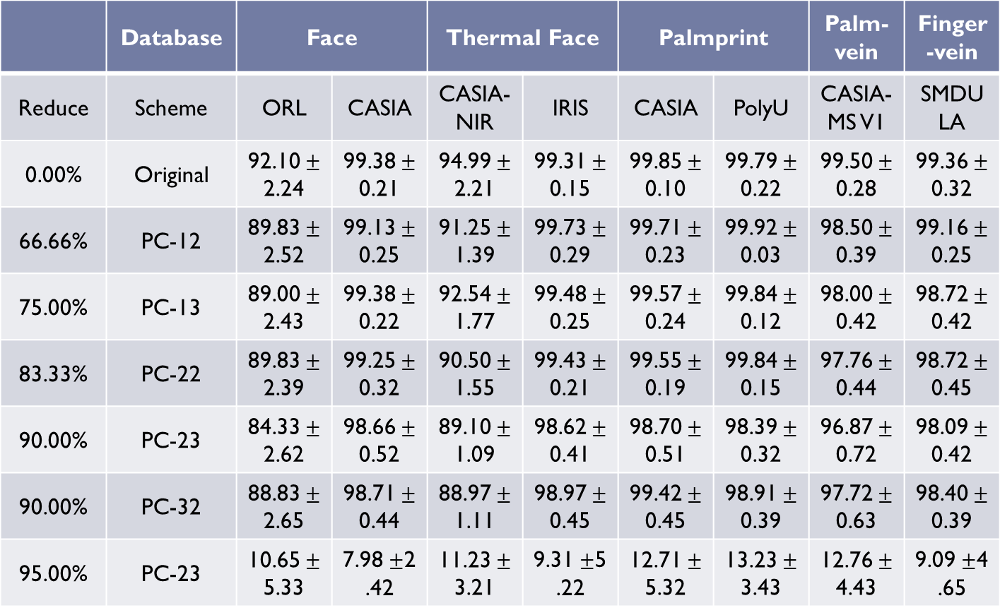 Database Face Thermal Face Palmprint Palm-vein Finger-vein
Reduce Scheme ORL CASIA CASIA-NIR IRIS CASIA PolyU CASIA-MS V1 SMDU LA
0.00% Original 92.10 ± 2.24 99.38 ± 0.21 94.99 ± 2.21 99.31 ± 0.15 99.85 ± 0.10 99.79 ± 0.22 99.50 ± 0.28 99.36 ± 0.32
66.66% PC-12 89.83 ± 2.52 99.13 ± 0.25 91.25 ± 1.39 99.73 ± 0.29 99.71 ± 0.23 99.92 ± 0.03 98.50 ± 0.39 99.16 ± 0.25
75.00% PC-13 89.00 ± 2.43 99.38 ± 0.22 92.54 ± 1.77 99.48 ± 0.25 99.57 ± 0.24 99.84 ± 0.12 98.00 ± 0.42 98.72 ± 0.42
83.33% PC-22 89.83 ± 2.39 99.25 ± 0.32 90.50 ± 1.55 99.43 ± 0.21 99.55 ± 0.19 99.84 ± 0.15 97.76 ± 0.44 98.72 ± 0.45
90.00% PC-23 84.33 ± 2.62 98.66 ± 0.52 89.10 ± 1.09 98.62 ± 0.41 98.70 ± 0.51 98.39 ± 0.32 96.87 ± 0.72 98.09 ± 0.42
90.00% PC-32 88.83 ± 2.65 98.71 ± 0.44 88.97 ± 1.11 98.97 ± 0.45 99.42 ± 0.45 98.91 ± 0.39 97.72 ± 0.63 98.40 ± 0.39
95.00% PC-23 10.65 ± 5.33 7.98 ±2.42 11.23 ± 3.21 9.31 ±5.22 12.71 ± 5.32 13.23 ± 3.43 12.76 ± 4.43 9.09 ±4.65